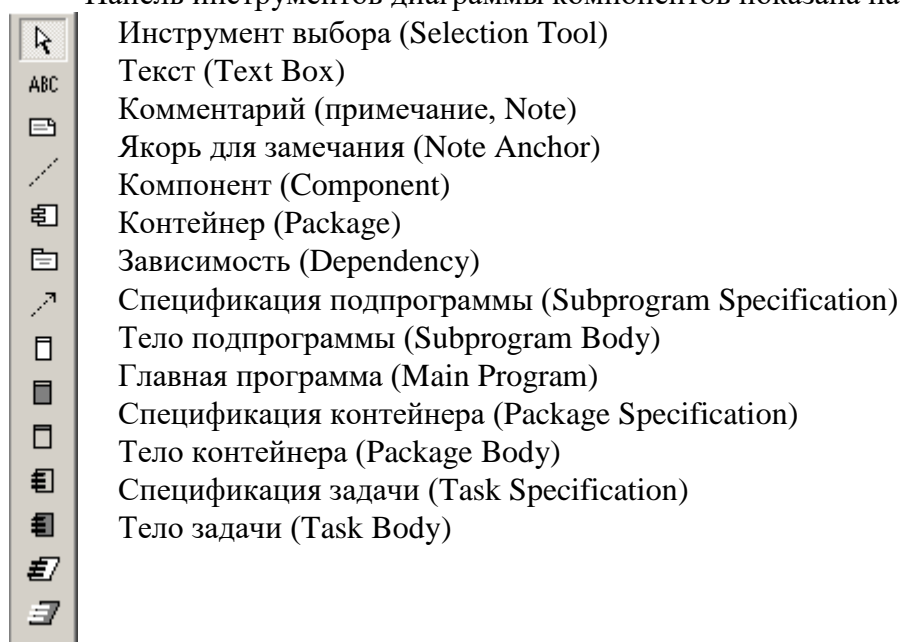 Панель инструментов диаграммы компонентов показана на
Инструмент выбора (Selection Tool)
ABC
Текст (Text Box)
Комментарий (примечание, Note)
Якорь для замечания (Note Anchor)
Компонент (Component)
Контейнер (Package)
Зависимость (Dependency)
Спецификация подпрограммы (Subprogram Specification)
Тело подпрограммы (Subprogram Body)
Главная программа (Main Program)
Спецификация контейнера (Package Specification)
Тело контейнера (Package Body)
Спецификация задачи (Task Specification)
Тело задачи (Task Body)